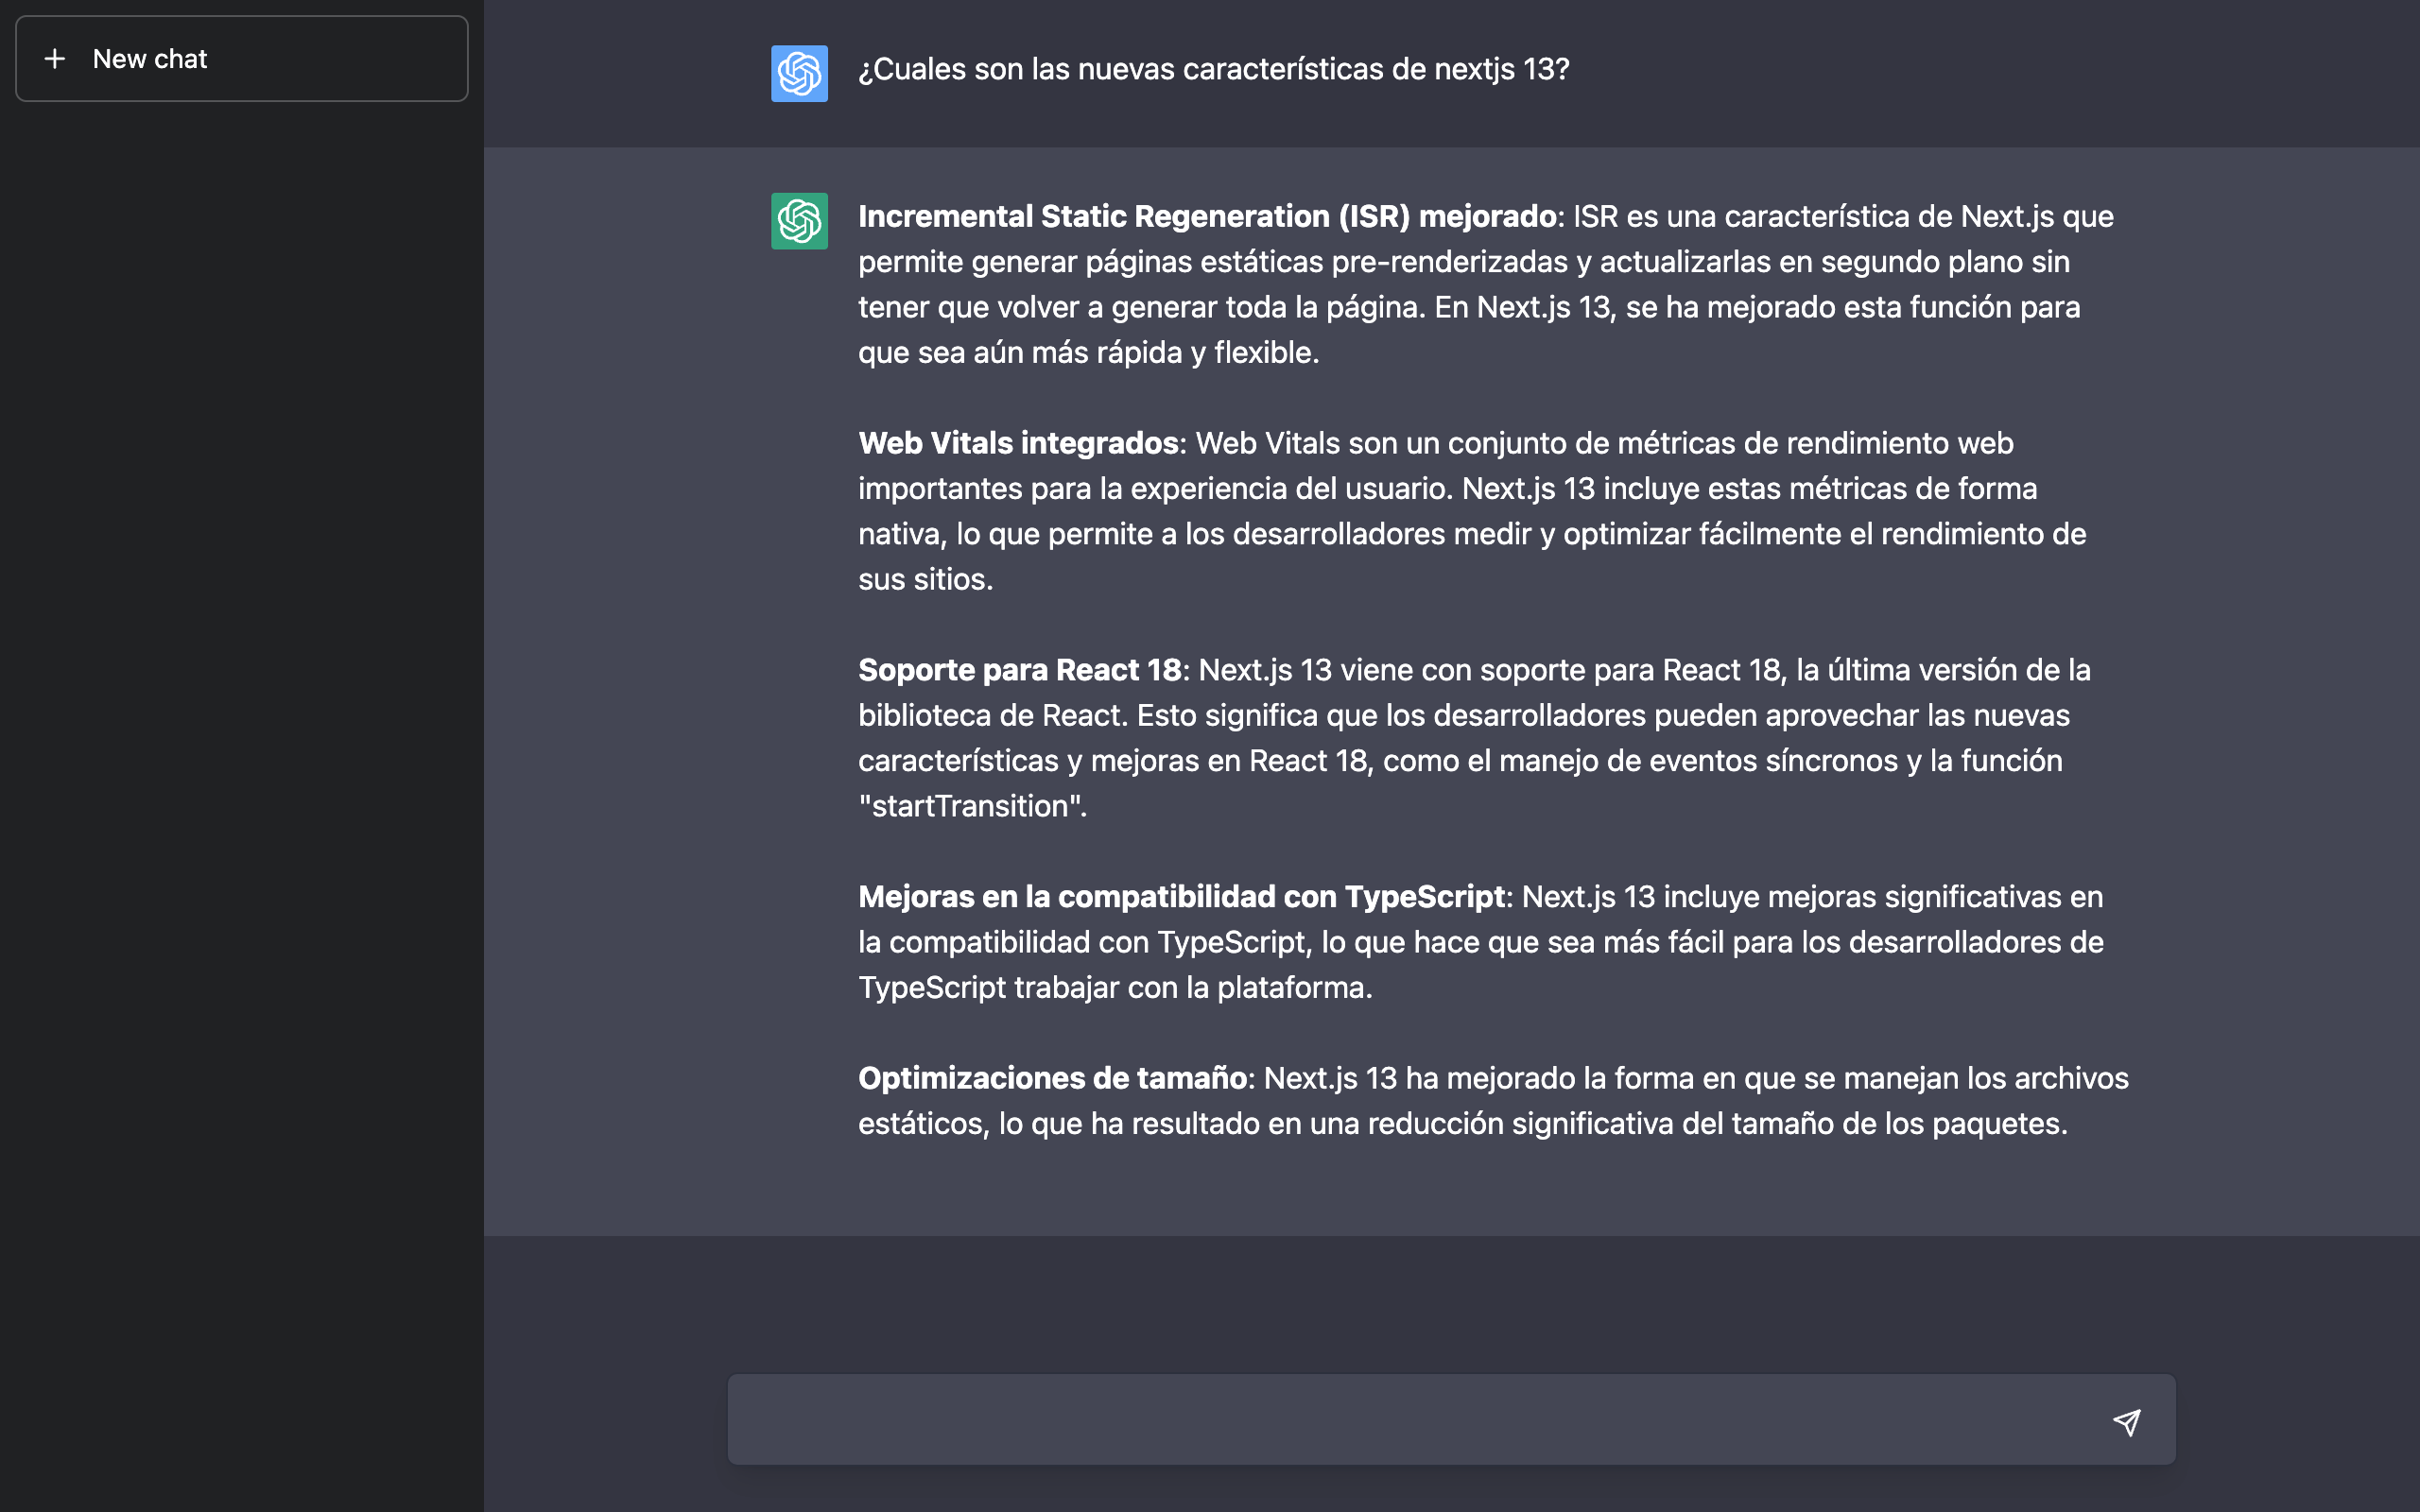 New chat
¿Cuales son las nuevas características de nextjs 13?
Incremental Static Regeneration (ISR) mejorado: ISR es una característica de Next.js que
permite generar páginas estáticas pre-renderizadas y actualizarlas en segundo plano sin
tener que volver a generar toda la página. En Next.js 13, se ha mejorado esta función para
que sea aún más rápida y flexible.
Web Vitals integrados: Web Vitals son un conjunto de métricas de rendimiento web
importantes para la experiencia del usuario. Next.js 13 incluye estas métricas de forma
nativa, lo que permite a los desarrolladores medir y optimizar fácilmente el rendimiento de
sus sitios.
Soporte para React 18: Next.js 13 viene con soporte para React 18, la última versión de la
biblioteca de React. Esto significa que los desarrolladores pueden aprovechar las nuevas
características y mejoras en React 18, como el manejo de eventos síncronos y la función
"startTransition".
Mejoras en la compatibilidad con TypeScript: Next.js 13 incluye mejoras significativas en
la compatibilidad con TypeScript, lo que hace que sea más fácil para los desarrolladores de
TypeScript trabajar con la plataforma.
Optimizaciones de tamaño: Next.js 13 ha mejorado la forma en que se manejan los archivos
estáticos, lo que ha resultado en una reducción significativa del tamaño de los paquetes.